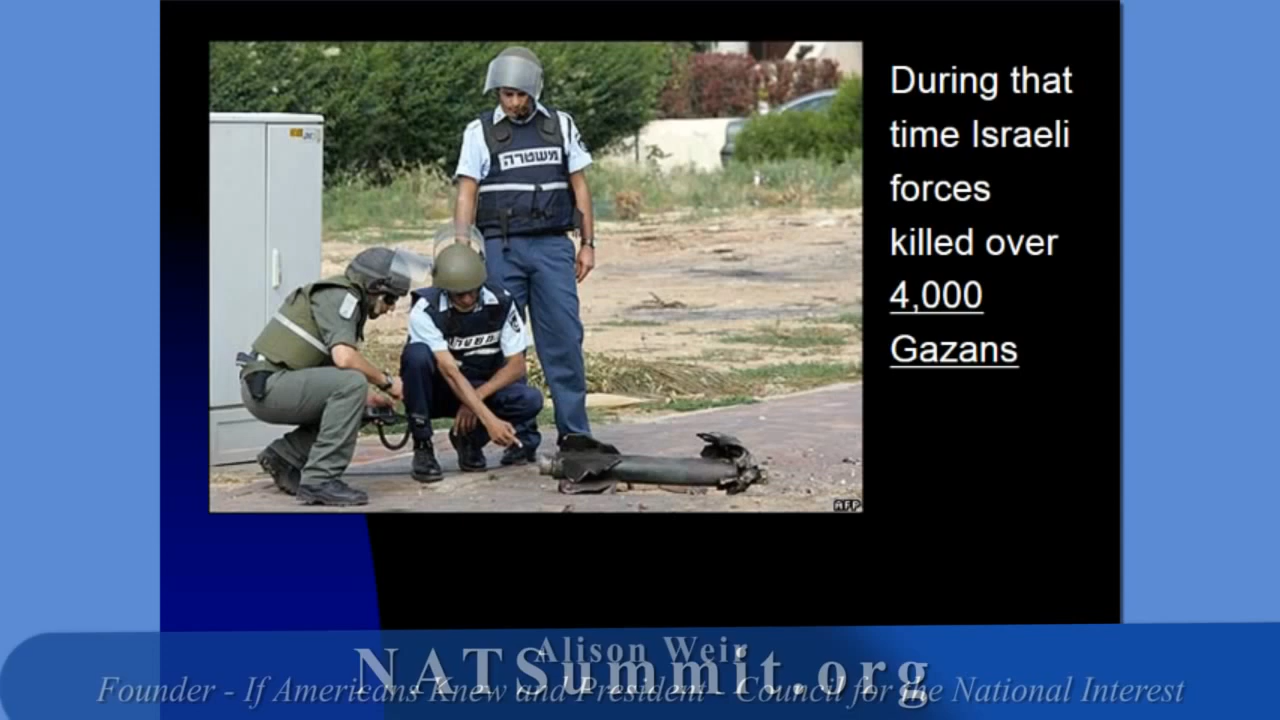 During that
time Israeli
forces
killed over
4,000
Gazans
משטרה
משטרה
AFP
Alison Weir
NATSummit.org
Founder - If Americans Knew and President - Council for the National Interest